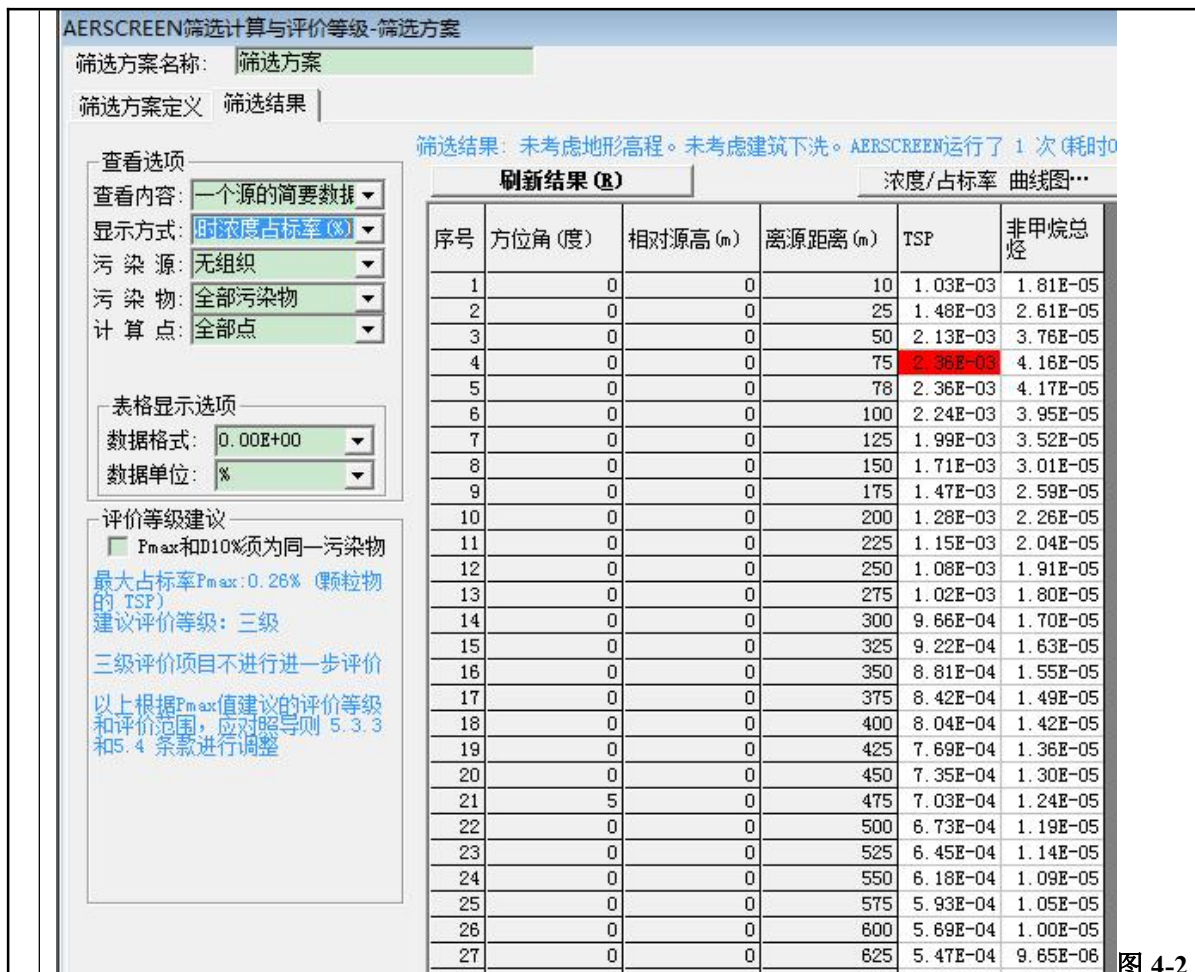 AERSCREEN筛选计算与评价等级-筛选方案
筛选方案名称: 筛选方案
筛选方案定义 筛选结果
筛选结果: 未考虑地形高程。未考虑建筑下洗。AERSCREEN运行了 1 次(耗时0
查看选项
查看内容: 一个源的简要数据
显示方式: 时浓度占标率(%)
污 染 源: 无组织
污 染 物: 全部污染物
计 算 点: 全部点
表格显示选项
数据格式: 0.00E+00
数据单位: %
评价等级建议
Pmax和D10%须为同一污染物
最大占标率Pmax:0.26% (颗粒物
的 TSP)
建议评价等级: 三级
三级评价项目不进行进一步评价
以上根据Pmax值建议的评价等级
和评价范围,应对照导则 5.3.3
和5.4 条款进行调整
刷新结果(R) 浓度/占标率 曲线图…
序号 方位角(度) 相对源高(m) 离源距离(m) TSP 非甲烷总烃
1 0 0 10 1.03E-03 1.81E-05
2 0 0 25 1.48E-03 2.61E-05
3 0 0 50 2.13E-03 3.76E-05
4 0 0 75 2.36E-03 4.16E-05
5 0 0 78 2.36E-03 4.17E-05
6 0 0 100 2.24E-03 3.95E-05
7 0 0 125 1.99E-03 3.52E-05
8 0 0 150 1.71E-03 3.01E-05
9 0 0 175 1.47E-03 2.59E-05
10 0 0 200 1.28E-03 2.26E-05
11 0 0 225 1.15E-03 2.04E-05
12 0 0 250 1.08E-03 1.91E-05
13 0 0 275 1.02E-03 1.80E-05
14 0 0 300 9.66E-04 1.70E-05
15 0 0 325 9.22E-04 1.63E-05
16 0 0 350 8.81E-04 1.55E-05
17 0 0 375 8.42E-04 1.49E-05
18 0 0 400 8.04E-04 1.42E-05
19 0 0 425 7.69E-04 1.36E-05
20 0 0 450 7.35E-04 1.30E-05
21 5 0 475 7.03E-04 1.24E-05
22 0 0 500 6.73E-04 1.19E-05
23 0 0 525 6.45E-04 1.14E-05
24 0 0 550 6.18E-04 1.09E-05
25 0 0 575 5.93E-04 1.05E-05
26 0 0 600 5.69E-04 1.00E-05
27 0 0 625 5.47E-04 9.65E-06
图 4-2